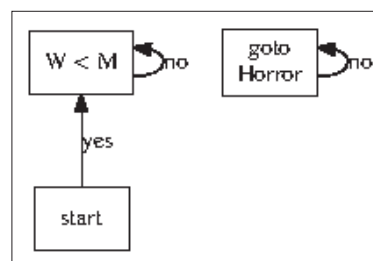 W < M
no
goto
Horror
no
yes
start